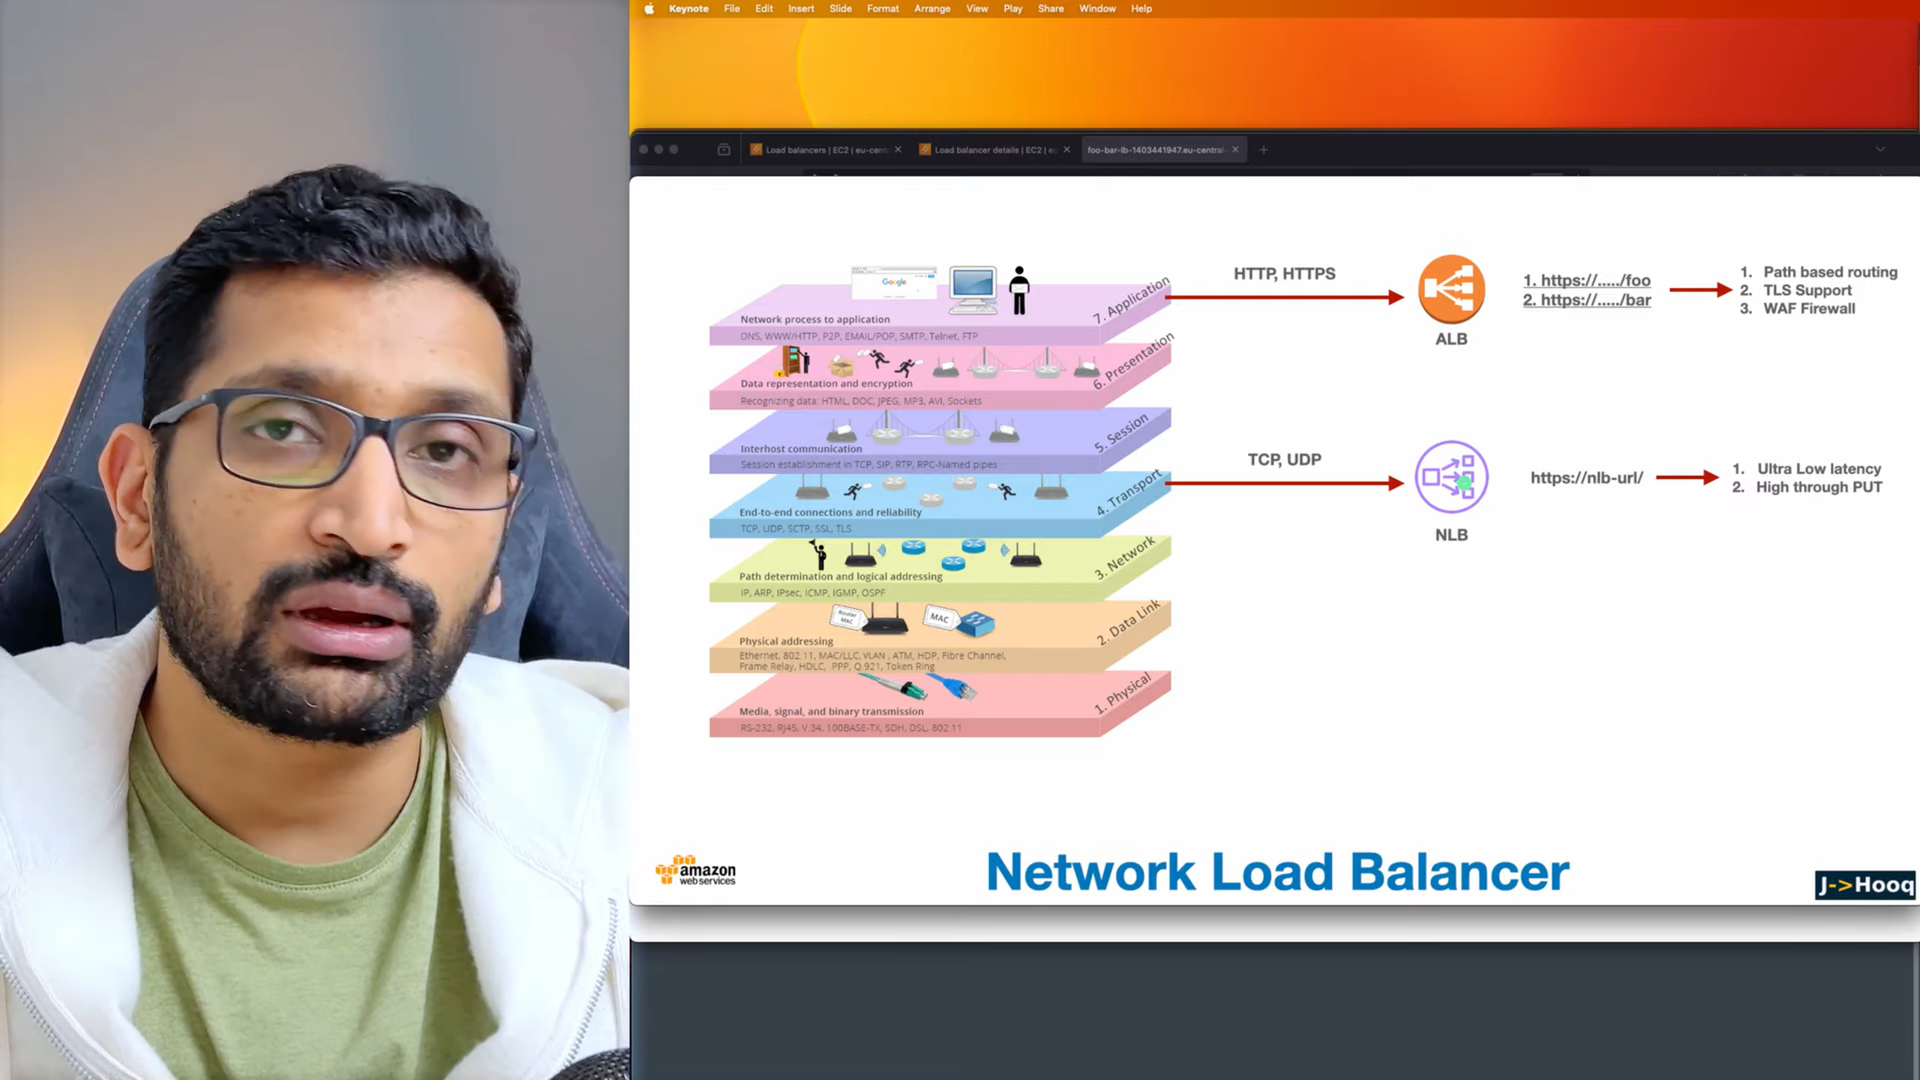 Keynote File Edit Insert Slide Format Arrange View Play Share Window Help
Load balancers | EC2 | eu-cent
Load balancer details | EC2 | eu
foo-bar-lb-1403441947.eu-central-
Google
Network process to application
DNS, WWW/HTTP, P2P, EMAIL/POP, SMTP, Telnet, FTP
7. Application
Data representation and encryption
Recognizing data: HTML, DOC, JPEG, MP3, AVI, Sockets
6. Presentation
Interhost communication
Session establishment in TCP, SIP, RTP, RPC-Named pipes
5. Session
End-to-end connections and reliability
TCP, UDP, SCTP, SSL, TLS
4. Transport
Path determination and logical addressing
IP, ARP, IPsec, ICMP, IGMP, OSPF
3. Network
Router
MAC
MAC
Physical addressing
Ethernet, 802.11, MAC/LLC, VLAN, ATM, HDP, Fibre Channel,
Frame Relay, HDLC, PPP, Q.921, Token Ring
2. Data Link
Media, signal, and binary transmission
RS-232, RJ45, V.34, 100BASE-TX, SDH, DSL, 802.11
1. Physical
HTTP, HTTPS
ALB
1. https://...../foo
2. https://...../bar
1. Path based routing
2. TLS Support
3. WAF Firewall
TCP, UDP
NLB
https://nlb-url/
1. Ultra Low latency
2. High through PUT
amazon
web services
Network Load Balancer
J->Hooq